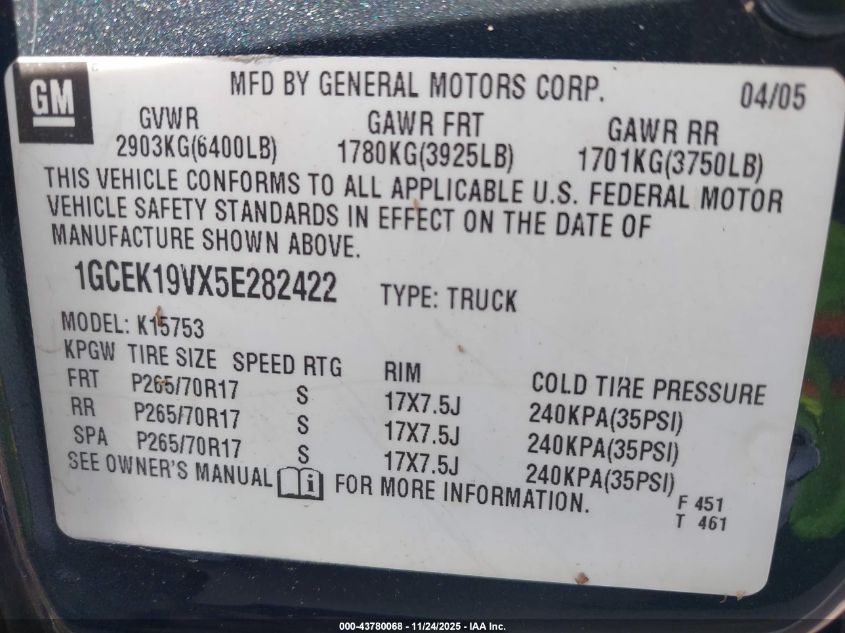 GM
MFD BY GENERAL MOTORS CORP. 04/05
GVWR GAWR FRT GAWR RR
2903KG(6400LB) 1780KG(3925LB) 1701KG(3750LB)
THIS VEHICLE CONFORMS TO ALL APPLICABLE U.S. FEDERAL MOTOR
VEHICLE SAFETY STANDARDS IN EFFECT ON THE DATE OF
MANUFACTURE SHOWN ABOVE.
1GCEK19VX5E282422 TYPE: TRUCK
MODEL: K15753
KPGW TIRE SIZE SPEED RTG RIM COLD TIRE PRESSURE
FRT P265/70R17 S 17X7.5J 240KPA(35PSI)
RR P265/70R17 S 17X7.5J 240KPA(35PSI)
SPA P265/70R17 S 17X7.5J 240KPA(35PSI)
SEE OWNER'S MANUAL i FOR MORE INFORMATION.
F 451
T 461
000-43780068 - 11/24/2025 - IAA Inc.